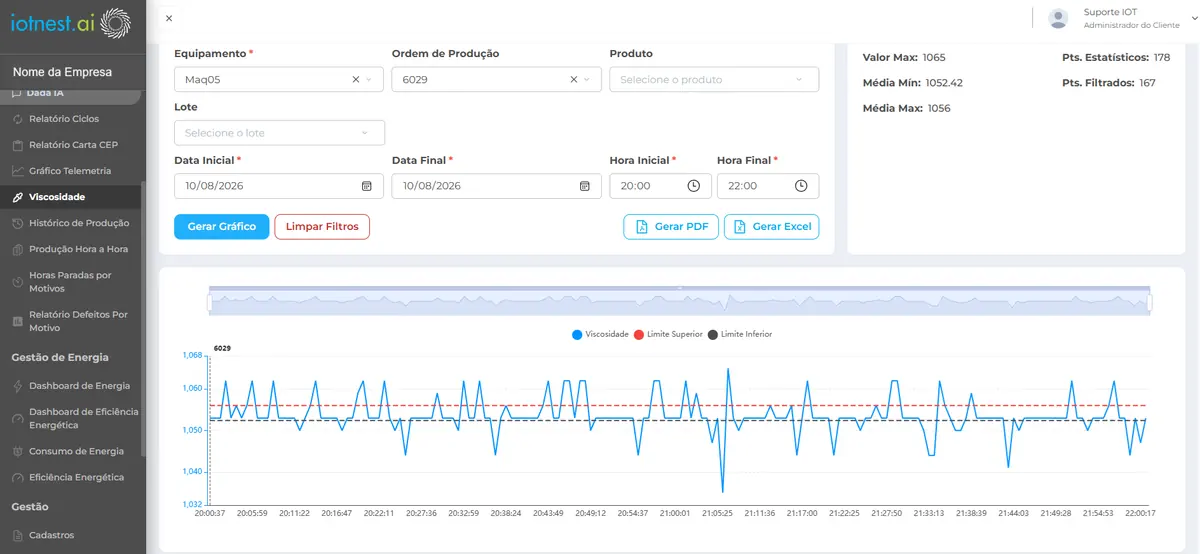 iotnest.ai
Nome da Empresa
Dada IA
Relatório Ciclos
Relatório Carta CEP
Gráfico Telemetria
Viscosidade
Histórico de Produção
Produção Hora a Hora
Horas Paradas por
Motivos
Relatório Defeitos Por
Motivo
Gestão de Energia
Dashboard de Energia
Dashboard de Eficiência
Energética
Consumo de Energia
Eficiência Energética
Gestão
Cadastros
Suporte IOT
Administrador do Cliente
Equipamento *
Ordem de Produção
Produto
Maq05
6029
Selecione o produto
Lote
Selecione o lote
Data Inicial *
Data Final *
Hora Inicial *
Hora Final *
10/08/2026
10/08/2026
20:00
22:00
Gerar Gráfico
Limpar Filtros
Gerar PDF
Gerar Excel
Valor Max: 1065
Pts. Estatísticos: 178
Média Mín: 1052.42
Pts. Filtrados: 167
Média Max: 1056
Viscosidade Limite Superior Limite Inferior
6029
1,068
1,060
1,050
1,040
1,032
20:00:37 20:05:59 20:11:22 20:16:47 20:22:11 20:27:36 20:32:59 20:38:24 20:43:49 20:49:12 20:54:37 21:00:01 21:05:25 21:11:36 21:17:00 21:22:25 21:27:50 21:33:13 21:38:39 21:44:03 21:49:28 21:54:53 22:00:17